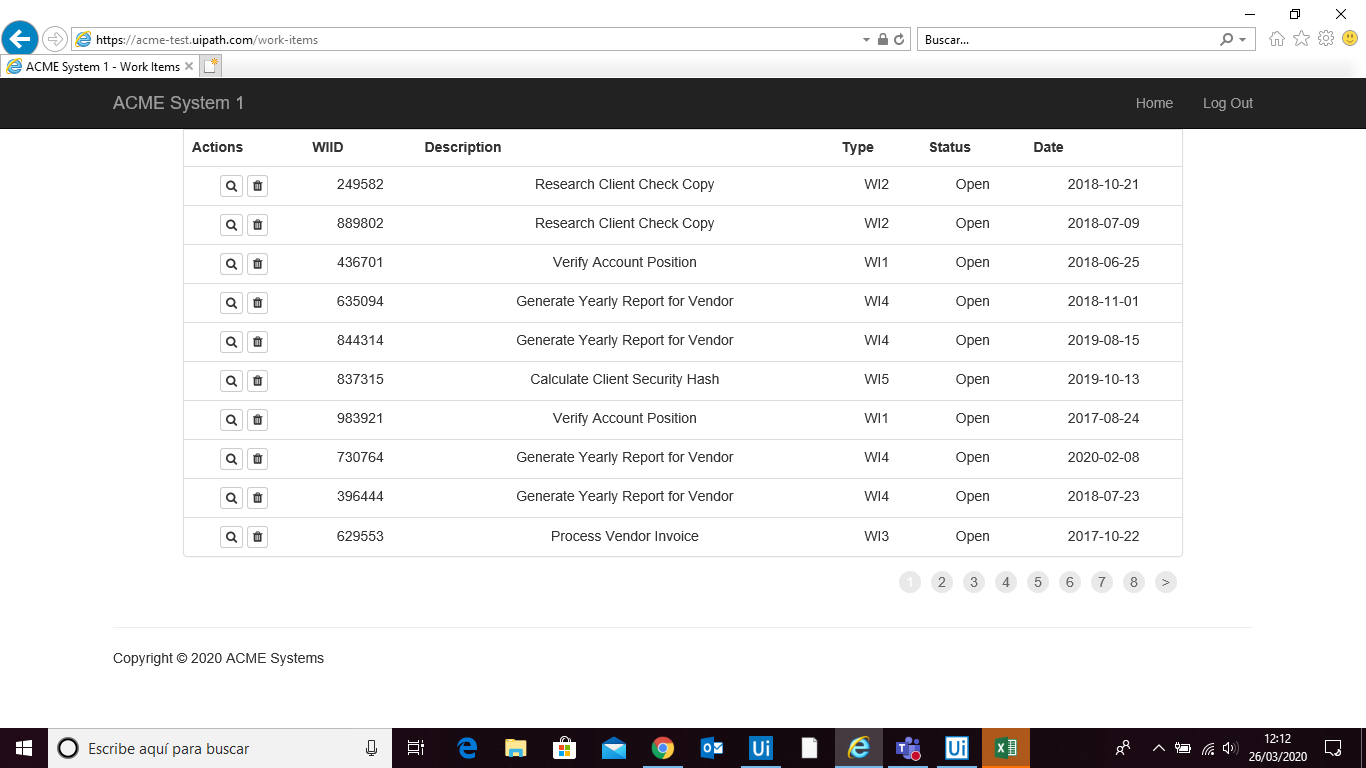 https://acme-test.uipath.com/work-items
Buscar...
ACME System 1 - Work Items
ACME System 1 Home Log Out
Actions WIID Description Type Status Date
249582 Research Client Check Copy WI2 Open 2018-10-21
889802 Research Client Check Copy WI2 Open 2018-07-09
436701 Verify Account Position WI1 Open 2018-06-25
635094 Generate Yearly Report for Vendor WI4 Open 2018-11-01
844314 Generate Yearly Report for Vendor WI4 Open 2019-08-15
837315 Calculate Client Security Hash WI5 Open 2019-10-13
983921 Verify Account Position WI1 Open 2017-08-24
730764 Generate Yearly Report for Vendor WI4 Open 2020-02-08
396444 Generate Yearly Report for Vendor WI4 Open 2018-07-23
629553 Process Vendor Invoice WI3 Open 2017-10-22
1 2 3 4 5 6 7 8 >
Copyright © 2020 ACME Systems
Escribe aquí para buscar
Ui
Ui
12:12
26/03/2020